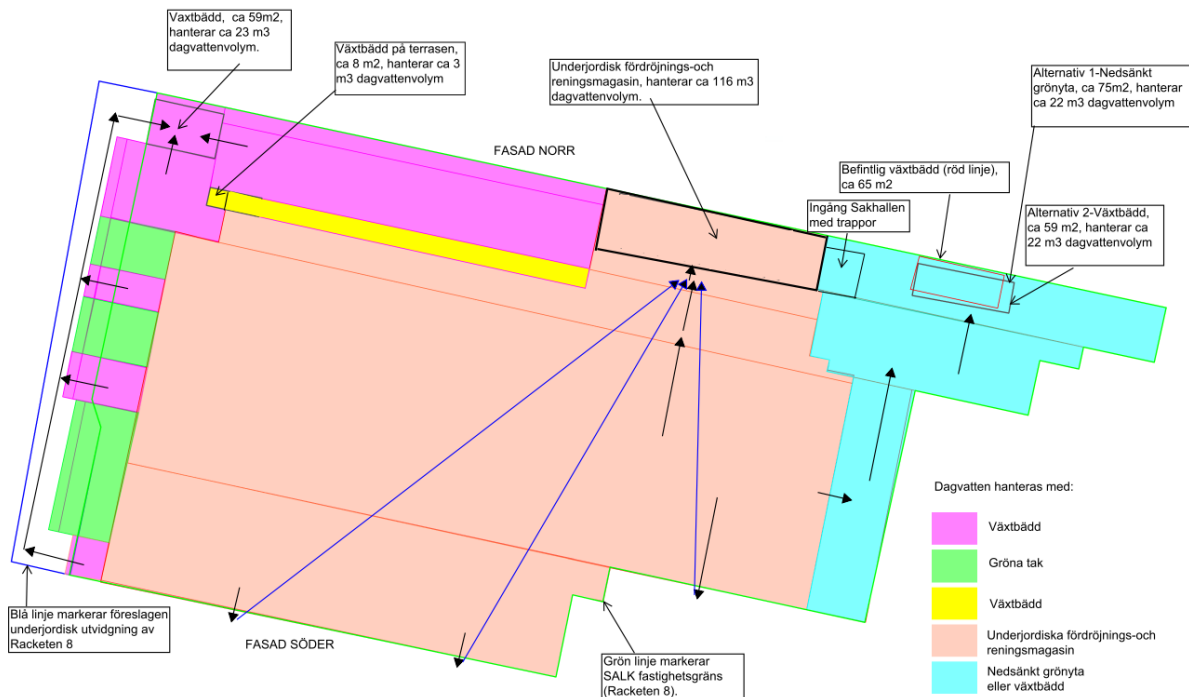 Vaxtbädd, ca 59m2,
hanterar ca 23 m3
dagvattenvolym.
Växtbädd på terrasen,
ca 8 m2, hanterar ca 3
m3 dagvattenvolym
Underjordisk fördröjnings-och
reningsmagasin, hanterar ca 116 m3
dagvattenvolym.
Alternativ 1-Nedsänkt
grönyta, ca 75m2, hanterar
ca 22 m3 dagvattenvolym
FASAD NORR
Befintlig växtbädd (röd linje),
ca 65 m2
Ingång Sakhallen
med trappor
Alternativ 2-Växtbädd,
ca 59 m2, hanterar ca
22 m3 dagvattenvolym
Dagvatten hanteras med:
Växtbädd
Gröna tak
Växtbädd
Underjordiska fördröjnings-och
reningsmagasin
Nedsänkt grönyta
eller växtbädd
Blå linje markerar föreslagen
underjordisk utvidgning av
Racketen 8
FASAD SÖDER
Grön linje markerar
SALK fastighetsgräns
(Racketen 8).